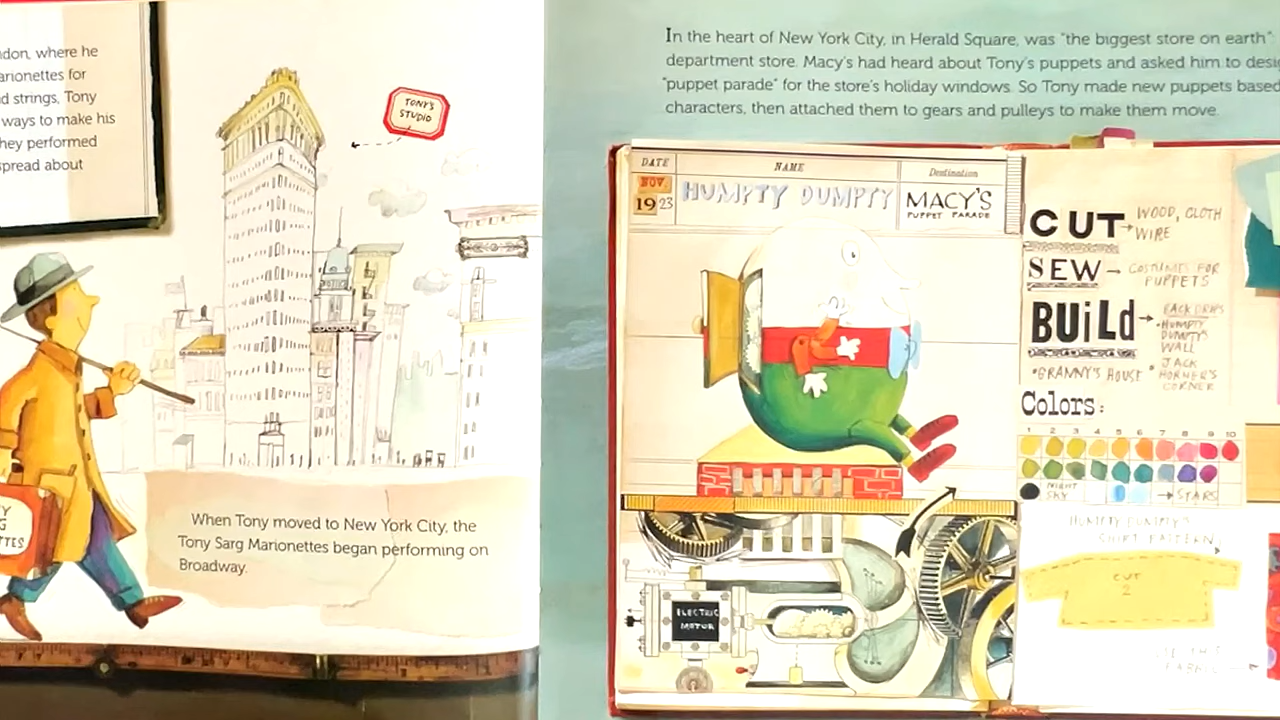 don, where he
arionettes for
d strings, Tony
ways to make his
hey performed
spread about
TONY'S
STUDIO
When Tony moved to New York City, the
Tony Sarg Marionettes began performing on
Broadway.
In the heart of New York City, in Herald Square, was "the biggest store on earth":
department store. Macy's had heard about Tony's puppets and asked him to desi
"puppet parade" for the store's holiday windows. So Tony made new puppets based
characters, then attached them to gears and pulleys to make them move.
DATE
NAME
Destination
NOV.
19 23
HUMPTY DUMPTY
MACY'S
PUPPET PARADE
CUT
WOOD, CLOTH
WIRE
SEW
COSTUMES FOR
PUPPETS
BUiLd
BACK DROPS
• HUMPTY
DUMPTY'S
WALL
• JACK
HORNER'S
CORNER
• GRANNY'S HOUSE
Colors:
1 2 3 4 5 6 7 8 9 10
NIGHT
SKY
STARS
HUMPTY DUMPTY'S
SHIRT PATTERN
CUT
2
ELECTRIC
MOTOR